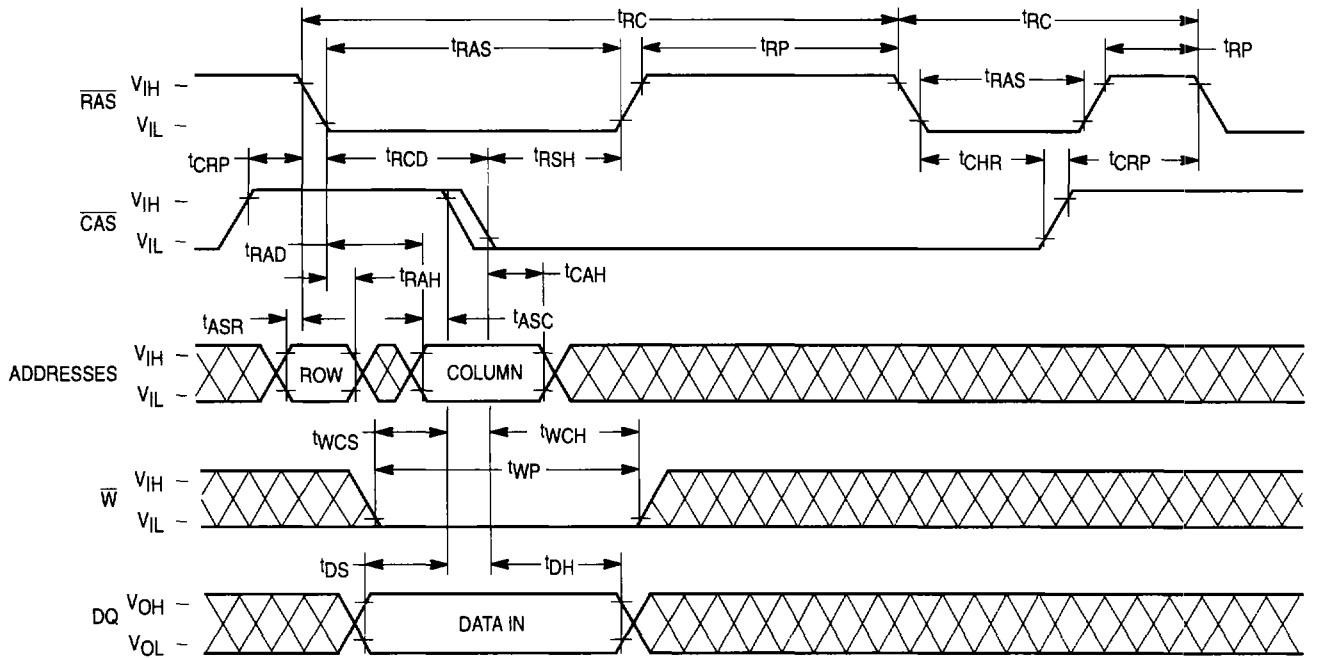 tRC tRC
tRAS tRP tRP
tRAS
RAS VIH
VIL
tCRP tRCD tRSH tCHR tCRP
CAS VIH
VIL
tRAD
tRAH tCAH
tASR tASC
ADDRESSES VIH
VIL
ROW COLUMN
tWCS tWCH
tWP
W VIH
VIL
tDS tDH
DQ VOH
VOL
DATA IN